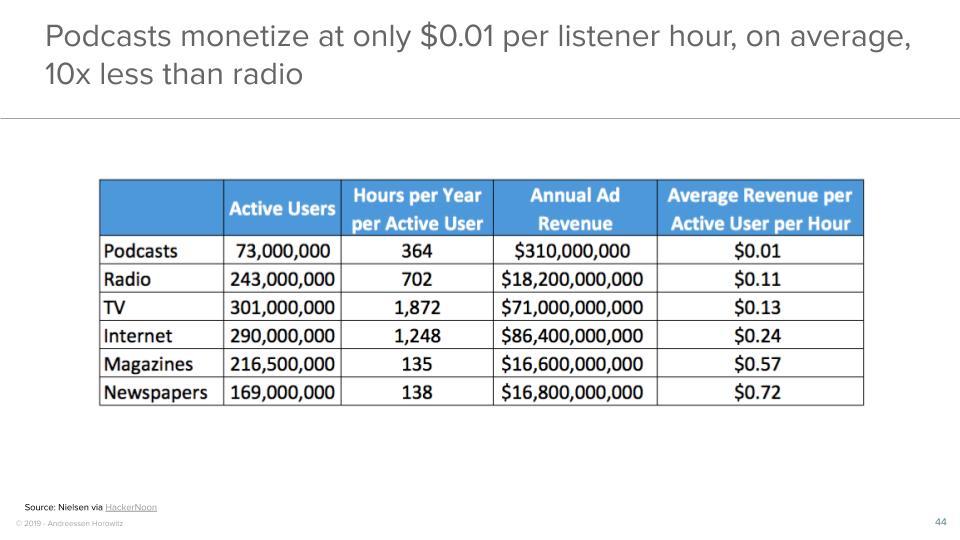 Podcasts monetize at only $0.01 per listener hour, on average,
10x less than radio
Active Users Hours per Year per Active User Annual Ad Revenue Average Revenue per Active User per Hour
Podcasts 73,000,000 364 $310,000,000 $0.01
Radio 243,000,000 702 $18,200,000,000 $0.11
TV 301,000,000 1,872 $71,000,000,000 $0.13
Internet 290,000,000 1,248 $86,400,000,000 $0.24
Magazines 216,500,000 135 $16,600,000,000 $0.57
Newspapers 169,000,000 138 $16,800,000,000 $0.72
Source: Nielsen via HackerNoon
© 2019 - Andreessen Horowitz
44